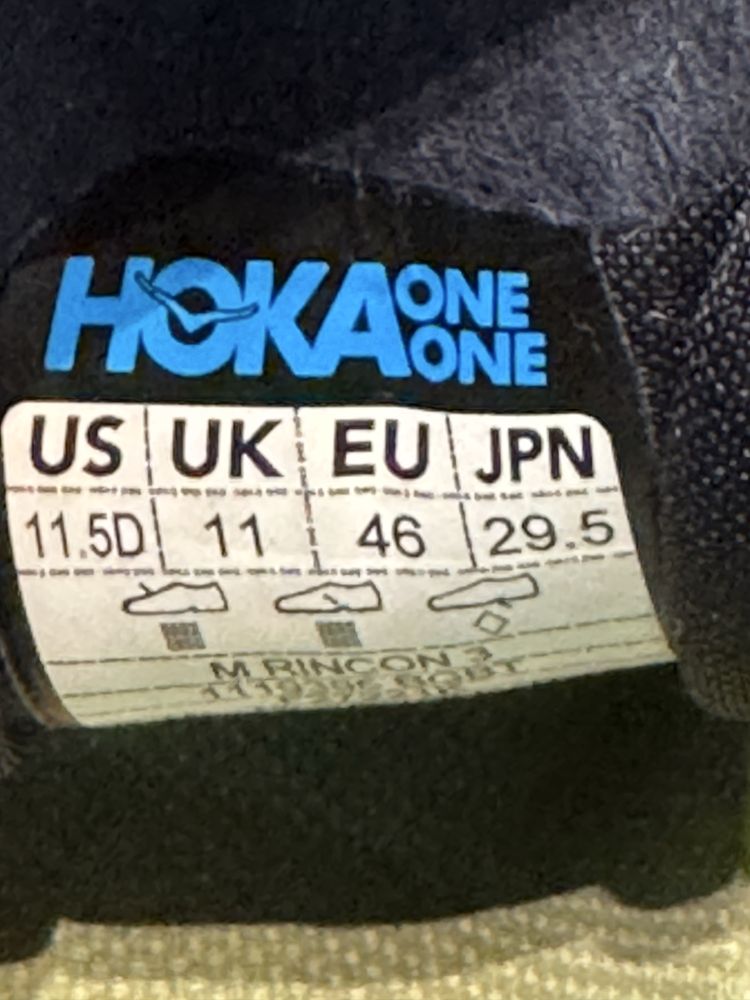 HOKA ONE ONE
US UK EU JPN
11.5D 11 46 29.5
M RINCON 3